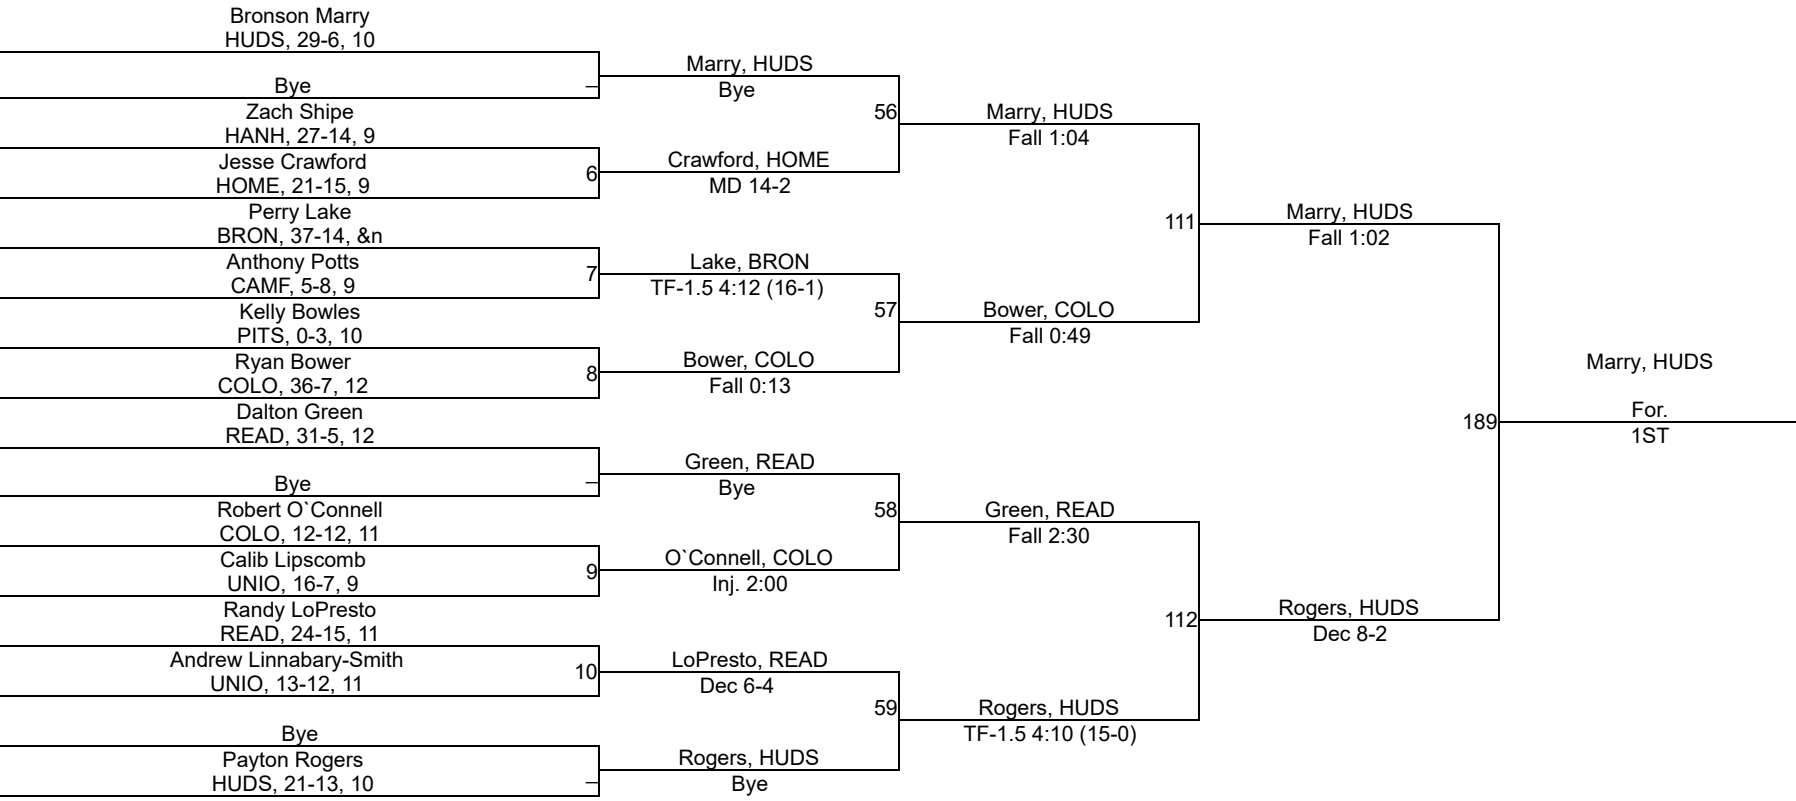 Bronson Marry
HUDS, 29-6, 10
Bye
Zach Shipe
HANH, 27-14, 9
Jesse Crawford
HOME, 21-15, 9
6
Perry Lake
BRON, 37-14, &n
Anthony Potts
CAMF, 5-8, 9
7
Kelly Bowles
PITS, 0-3, 10
Ryan Bower
COLO, 36-7, 12
8
Dalton Green
READ, 31-5, 12
Bye
Robert O`Connell
COLO, 12-12, 11
Calib Lipscomb
UNIO, 16-7, 9
9
Randy LoPresto
READ, 24-15, 11
Andrew Linnabary-Smith
UNIO, 13-12, 11
10
Bye
Payton Rogers
HUDS, 21-13, 10
Marry, HUDS
Bye
56
Crawford, HOME
MD 14-2
Lake, BRON
TF-1.5 4:12 (16-1)
57
Bower, COLO
Fall 0:13
Green, READ
Bye
58
O`Connell, COLO
Inj. 2:00
LoPresto, READ
Dec 6-4
59
Rogers, HUDS
Bye
Marry, HUDS
Fall 1:04
111
Bower, COLO
Fall 0:49
Green, READ
Fall 2:30
112
Rogers, HUDS
TF-1.5 4:10 (15-0)
Marry, HUDS
Fall 1:02
189
Rogers, HUDS
Dec 8-2
Marry, HUDS
For.
1ST